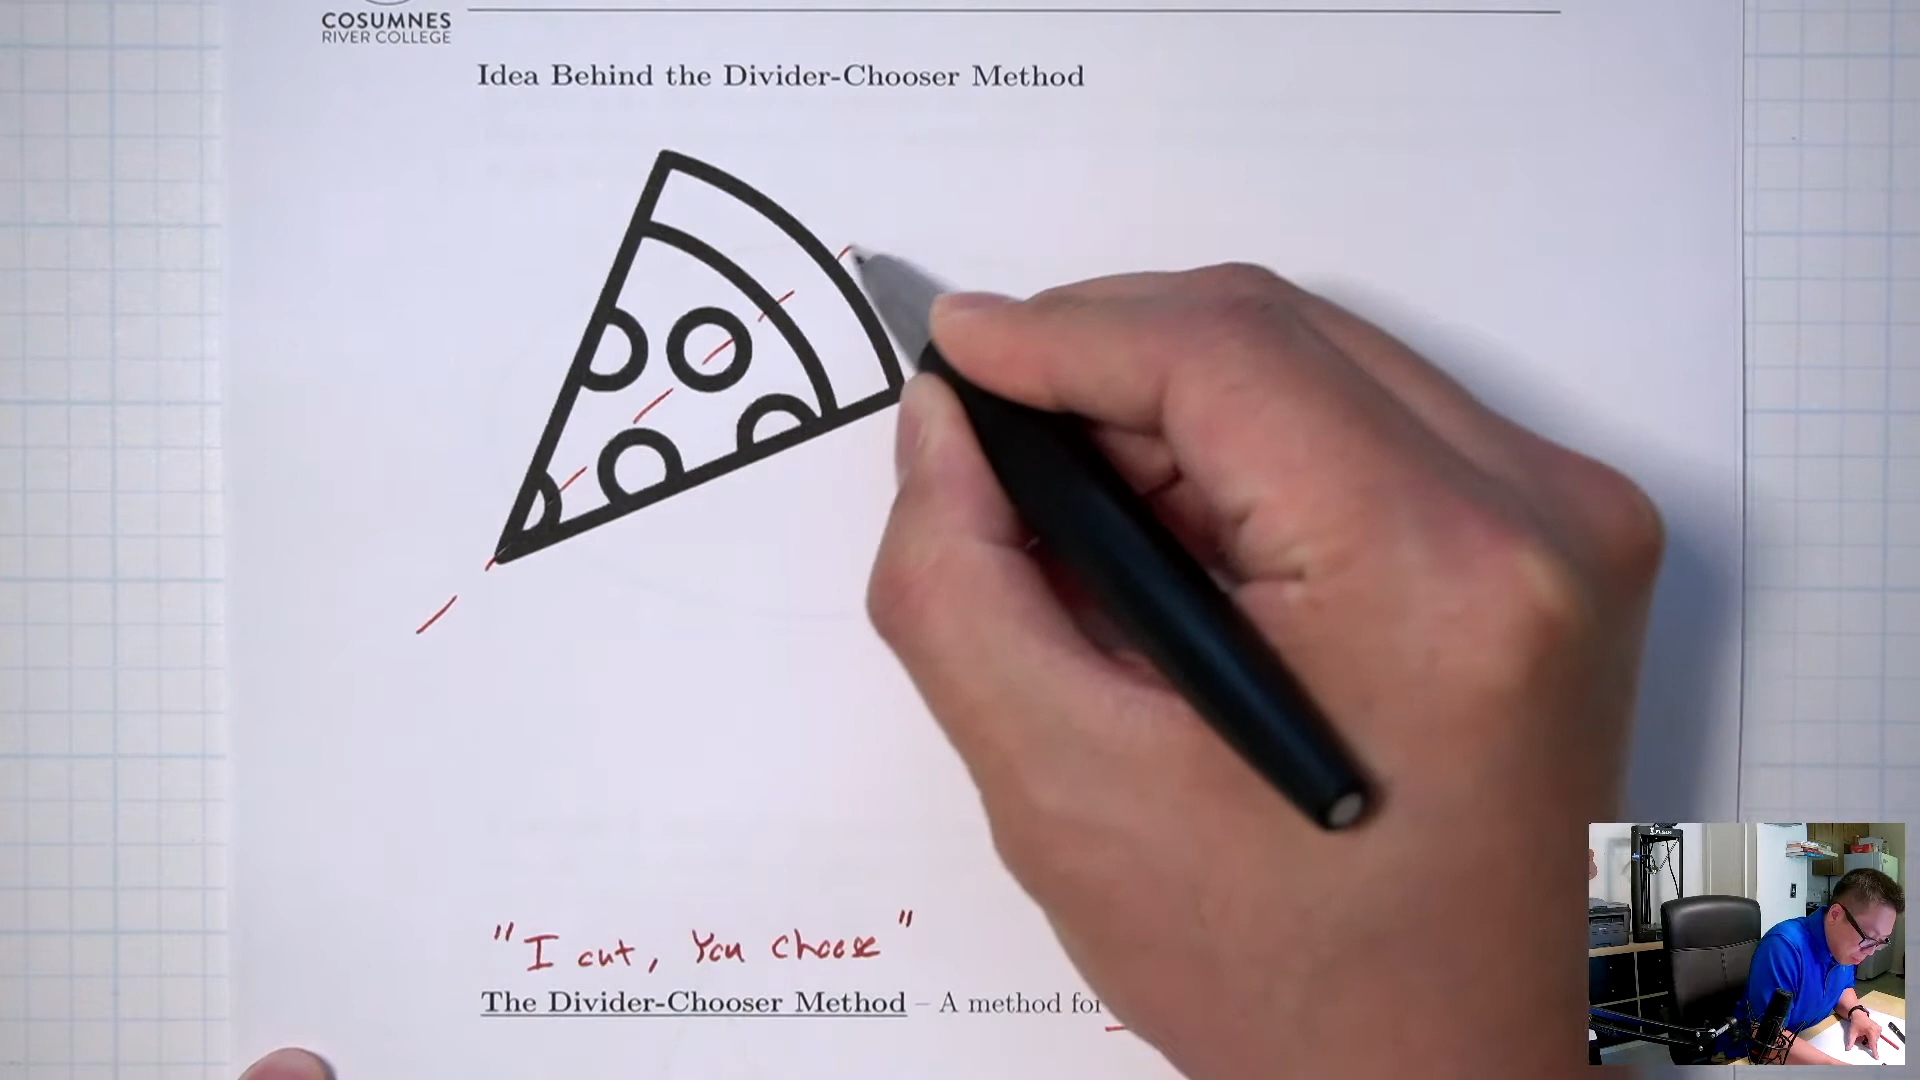 COSUMNES
RIVER COLLEGE
Idea Behind the Divider-Chooser Method
"I cut, You choose"
The Divider-Chooser Method – A method for